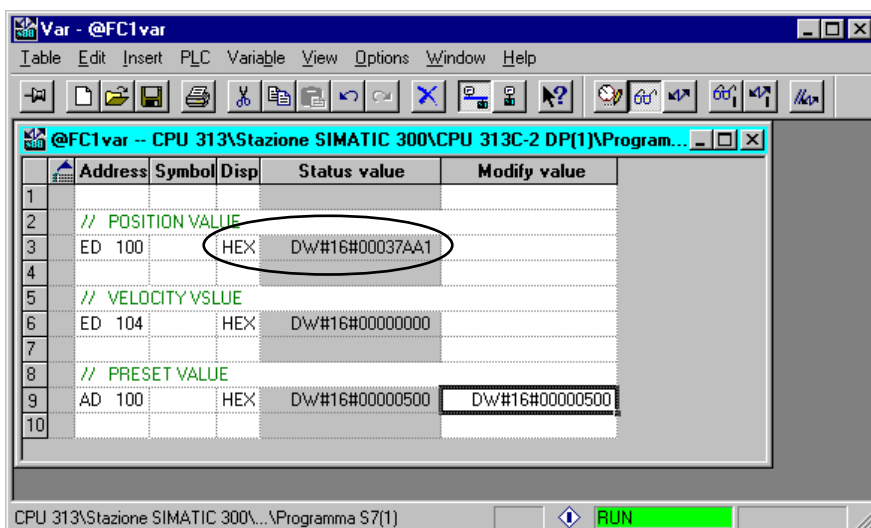 Var - @FC1var
Table Edit Insert PLC Variable View Options Window Help
@FC1var -- CPU 313\Stazione SIMATIC 300\CPU 313C-2 DP(1)\Program...
Address Symbol Disp Status value Modify value
1
2 // POSITION VALUE
3 ED 100 HEX DW#16#00037AA1
4
5 // VELOCITY VSLUE
6 ED 104 HEX DW#16#00000000
7
8 // PRESET VALUE
9 AD 100 HEX DW#16#00000500 DW#16#00000500
10
CPU 313\Stazione SIMATIC 300\...\Programma S7(1) RUN